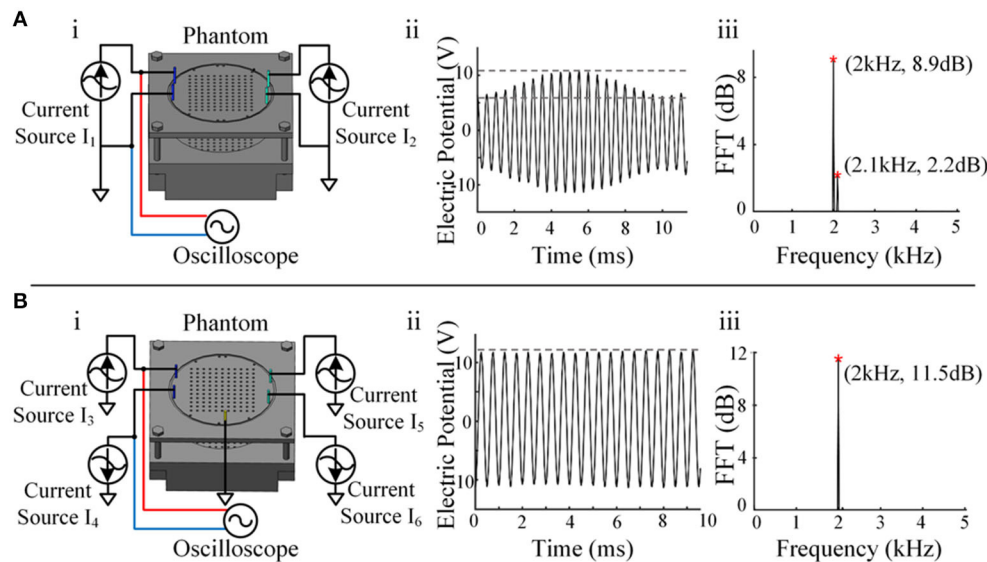 A
i
Phantom
Current
Source I1
Current
Source I2
Oscilloscope
ii
Electric Potential (V)
10
0
10
0 2 4 6 8 10
Time (ms)
iii
FFT (dB)
8
4
0
(2kHz, 8.9dB)
(2.1kHz, 2.2dB)
0 1 2 3 4 5
Frequency (kHz)
B
i
Phantom
Current
Source I3
Current
Source I5
Current
Source I4
Current
Source I6
Oscilloscope
ii
Electric Potential (V)
10
0
10
0 2 4 6 8 10
Time (ms)
iii
FFT (dB)
12
8
4
0
(2kHz, 11.5dB)
0 1 2 3 4 5
Frequency (kHz)